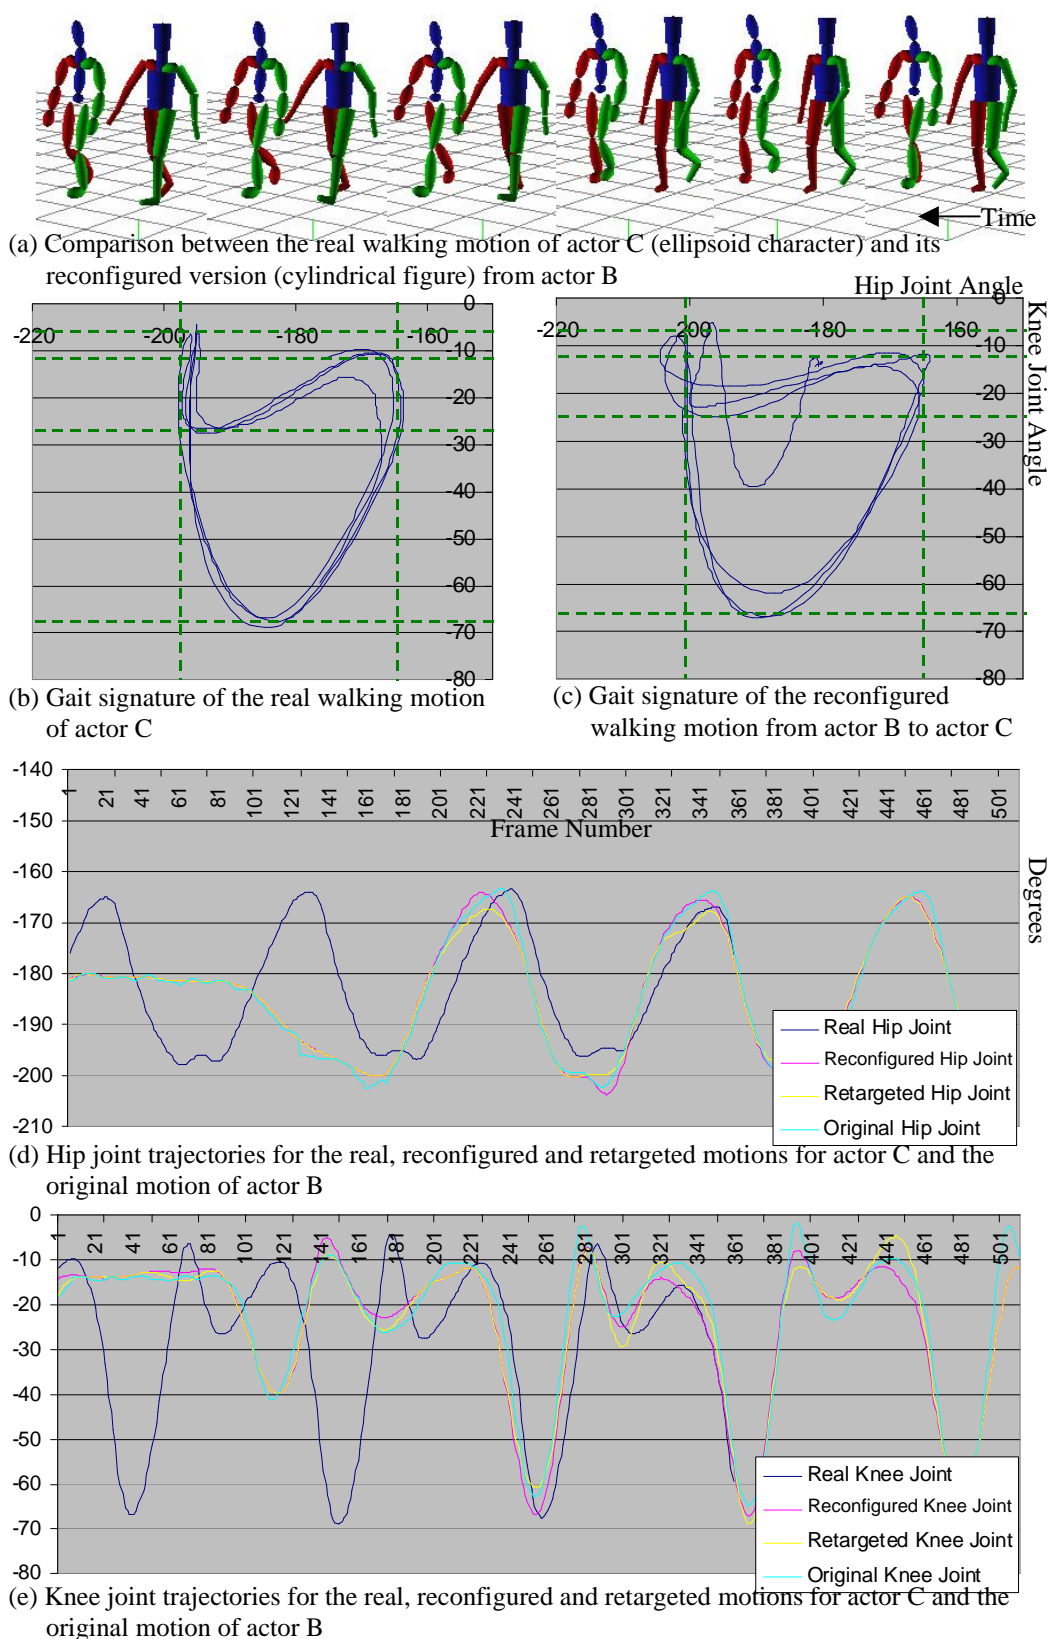 Time
(a) Comparison between the real walking motion of actor C (ellipsoid character) and its
reconfigured version (cylindrical figure) from actor B
Hip Joint Angle
Knee Joint Angle
-220 -200 -180 -160
0
-10
-20
-30
-40
-50
-60
-70
-80
-220 -200 -180 -160
0
-10
-20
-30
-40
-50
-60
-70
-80
(b) Gait signature of the real walking motion
of actor C
(c) Gait signature of the reconfigured
walking motion from actor B to actor C
-140
-150
-160
-170
-180
-190
-200
-210
1 21 41 61 81 101 121 141 161 181 201 221 241 261 281 301 321 341 361 381 401 421 441 461 481 501
Frame Number
Degrees
Real Hip Joint
Reconfigured Hip Joint
Retargeted Hip Joint
Original Hip Joint
(d) Hip joint trajectories for the real, reconfigured and retargeted motions for actor C and the
original motion of actor B
0
-10
-20
-30
-40
-50
-60
-70
-80
1 21 41 61 81 101 121 141 161 181 201 221 241 261 281 301 321 341 361 381 401 421 441 461 481 501
Real Knee Joint
Reconfigured Knee Joint
Retargeted Knee Joint
Original Knee Joint
(e) Knee joint trajectories for the real, reconfigured and retargeted motions for actor C and the
original motion of actor B